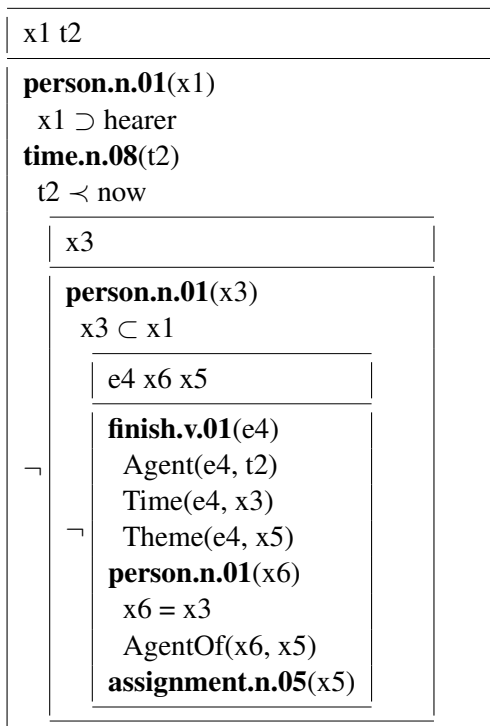 x1 t2
person.n.01(x1)
x1 ⊃ hearer
time.n.08(t2)
t2 ≺ now
x3
person.n.01(x3)
x3 ⊂ x1
e4 x6 x5
finish.v.01(e4)
¬ Agent(e4, t2)
Time(e4, x3)
¬ Theme(e4, x5)
person.n.01(x6)
x6 = x3
AgentOf(x6, x5)
assignment.n.05(x5)